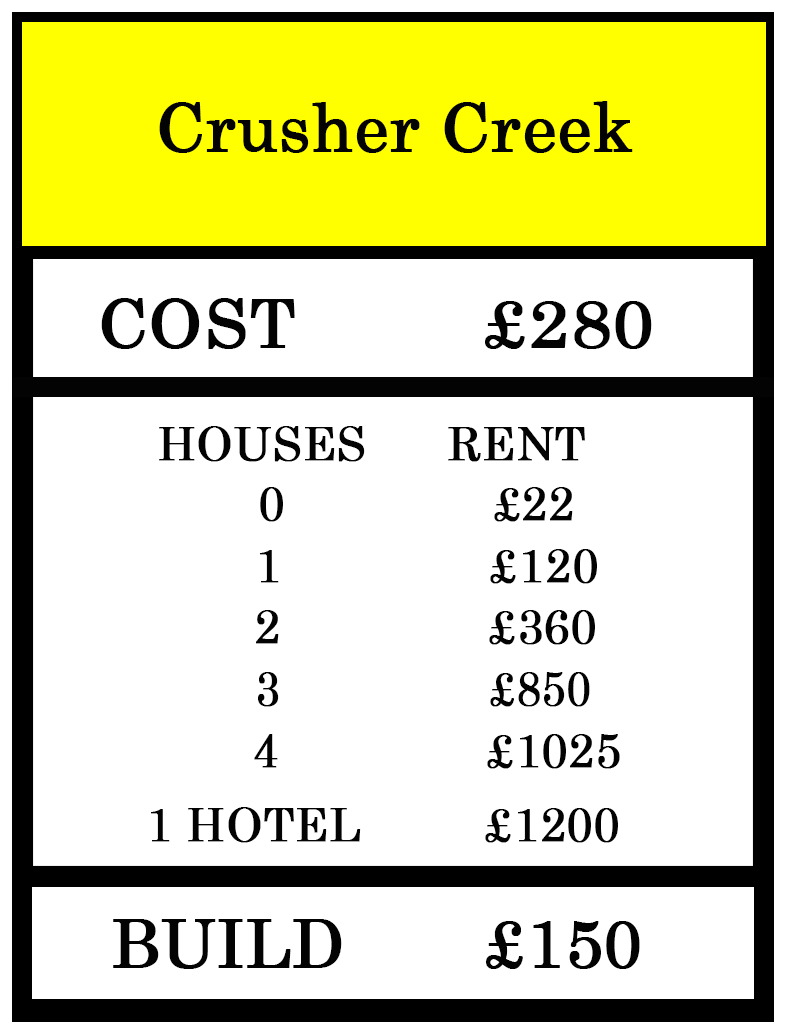 Crusher Creek
COST £280
HOUSES RENT
0 £22
1 £120
2 £360
3 £850
4 £1025
1 HOTEL £1200
BUILD £150